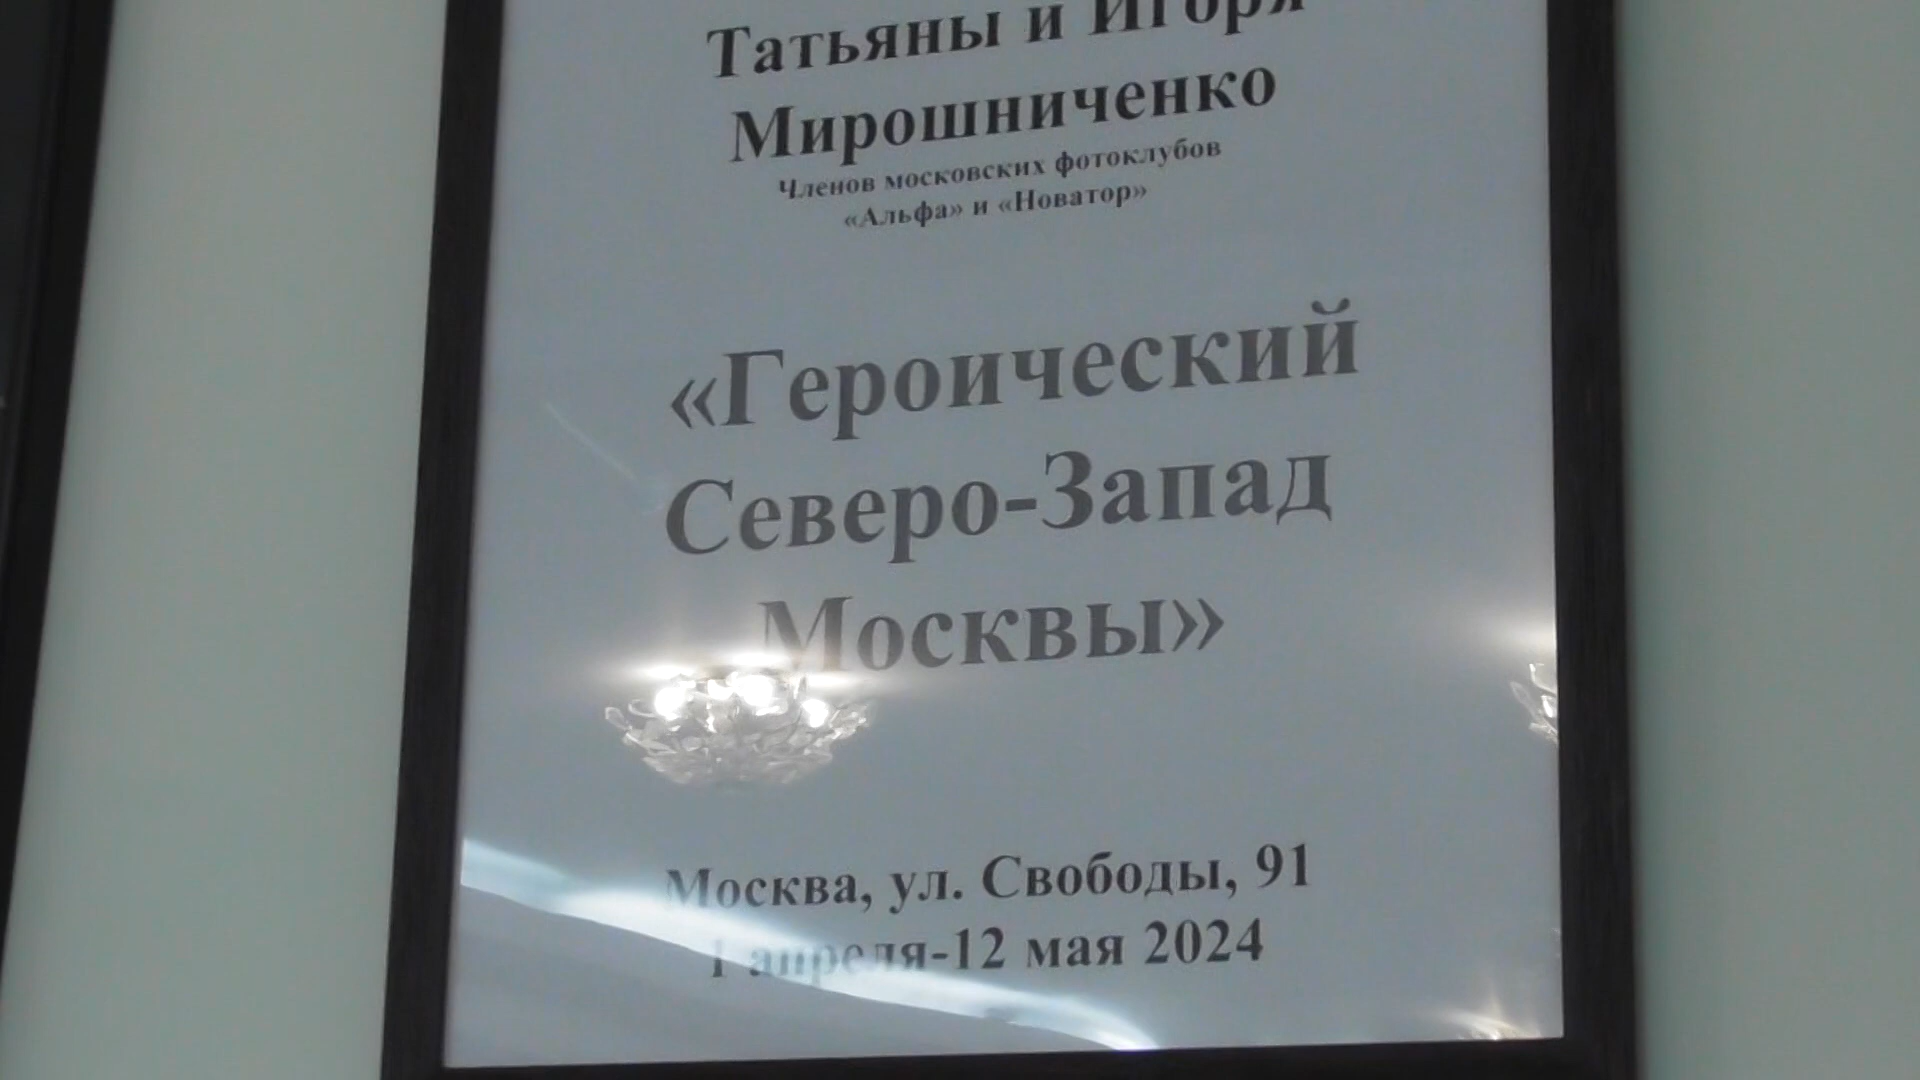 Татьяны и Игоря
Мирошниченко
Членов московских фотоклубов
«Альфа» и «Новатор»
«Героический
Северо-Запад
Москвы»
Москва, ул. Свободы, 91
1 апреля-12 мая 2024